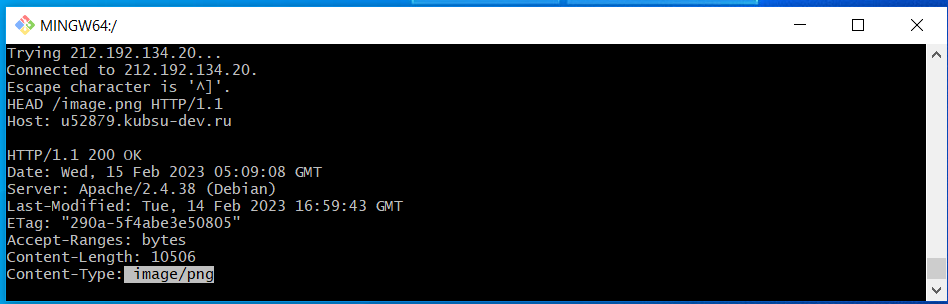 MINGW64:/
Trying 212.192.134.20...
Connected to 212.192.134.20.
Escape character is '^]'.
HEAD /image.png HTTP/1.1
Host: u52879.kubsu-dev.ru

HTTP/1.1 200 OK
Date: Wed, 15 Feb 2023 05:09:08 GMT
Server: Apache/2.4.38 (Debian)
Last-Modified: Tue, 14 Feb 2023 16:59:43 GMT
ETag: "290a-5f4abe3e50805"
Accept-Ranges: bytes
Content-Length: 10506
Content-Type: image/png